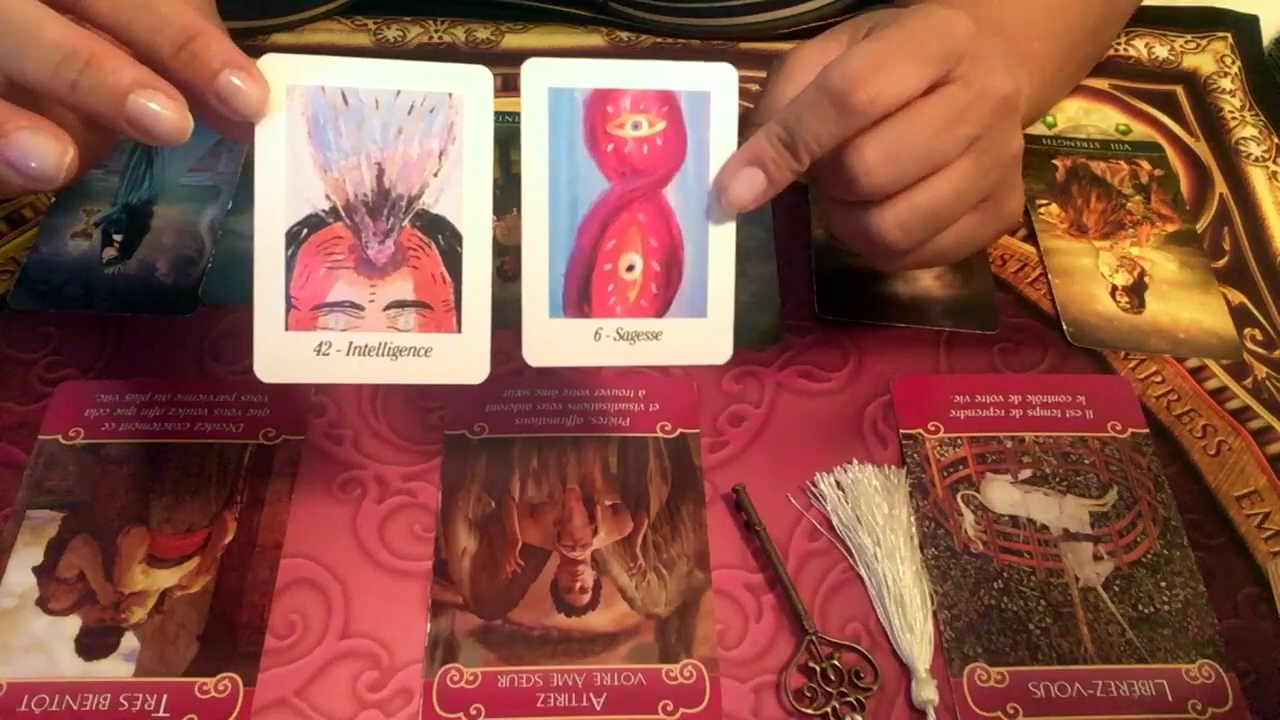 VIII STRENGTH
42 - Intelligence
6 - Sagesse
Décidez exactement ce
que vous voulez afin que cela
vous parvienne au plus vite.
Prières, affirmations
et visualisations vous aideront
à trouver votre âme sœur.
Il est temps de reprendre
le contrôle de votre vie.
EMPRESS
EM
TRÈS BIENTÔT
ATTIREZ
VOTRE ÂME SŒUR
LIBÉREZ-VOUS